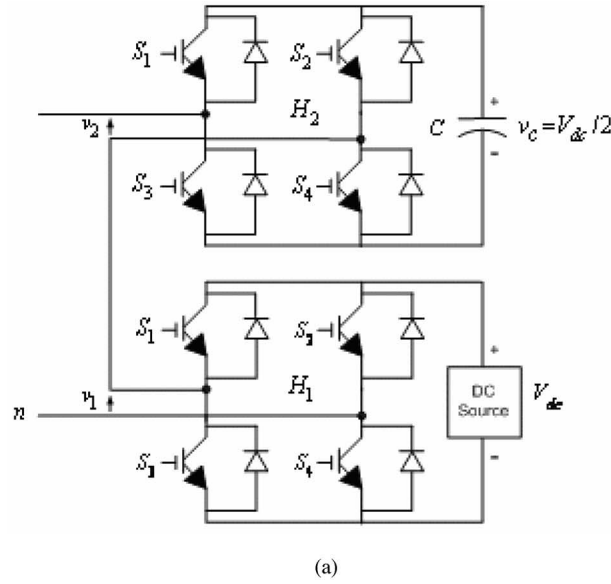 S1
S2
H2
v2
S3
S4
C
+
vc=Vdc/2
-
S1
H1
v1
n
S4
+
DC
Source
Vdc
-
(a)